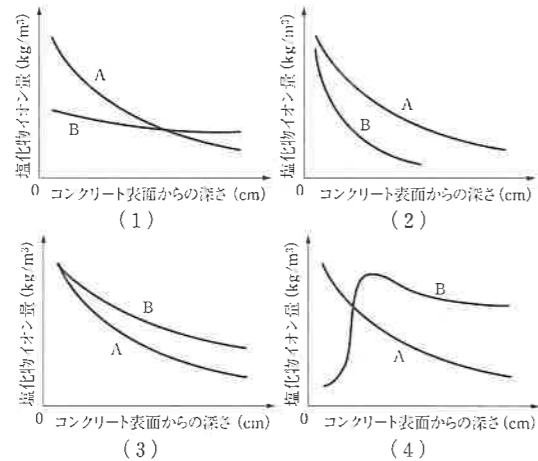 塩化物イオン量(kg/m³)
A
B
0
コンクリート表面からの深さ(cm)
(1)
塩化物イオン量(kg/m³)
A
B
0
コンクリート表面からの深さ(cm)
(2)
塩化物イオン量(kg/m³)
B
A
0
コンクリート表面からの深さ(cm)
(3)
塩化物イオン量(kg/m³)
B
A
0
コンクリート表面からの深さ(cm)
(4)